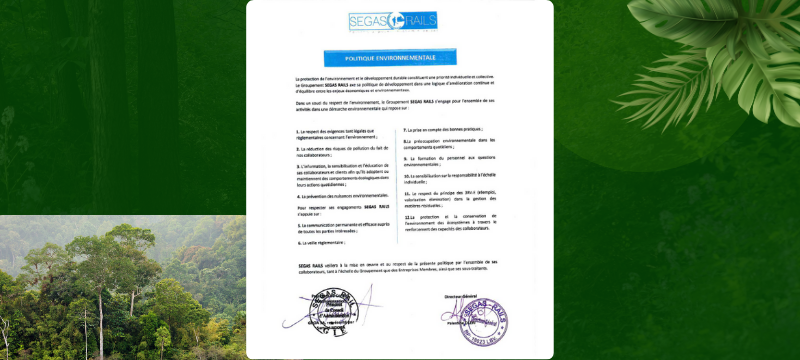 SEGAS RAILS
POLITIQUE ENVIRONNEMENTALE
La protection de l'environnement et le développement durable constituent une priorité individuelle et collective.
Le Groupement SEGAS RAILS axe sa politique de développement dans une logique d'amélioration continue et
d'équilibre entre les enjeux économiques et environnementaux.
Dans un souci du respect de l'environnement, le Groupement SEGAS RAILS s'engage pour l'ensemble de ses
activités dans une démarche environnementale qui repose sur :
1. Le respect des exigences tant légales que
réglementaires concernant l'environnement ;
2. La réduction des risques de pollution du fait de
nos collaborateurs ;
3. L'information, la sensibilisation et l'éducation de
ses collaborateurs et clients afin qu'ils adoptent ou
maintiennent des comportements écologiques dans
leurs actions quotidiennes ;
4. La prévention des nuisances environnementales.
Pour respecter ses engagements SEGAS RAILS
s'appuie sur :
5. La communication permanente et efficace auprès
de toutes les parties intéressées ;
6. La veille réglementaire ;
7. La prise en compte des bonnes pratiques ;
8.La préoccupation environnementale dans les
comportements quotidiens ;
9. La formation du personnel aux questions
environnementales ;
10. La sensibilisation sur la responsabilité à l'échelle
individuelle ;
11. Le respect du principe des
valorisation dans la gestion des
matières résiduelles ;
12.La protection et la conservation de
l'environnement des écosystèmes à travers le
renforcement des capacités des collaborateurs.
SEGAS RAILS veillera à la mise en œuvre et au respect de la présente politique par l'ensemble de ses
collaborateurs, tant à l'échelle du Groupement que des Entreprises Membres, ainsi que ses sous-traitants.
Directeur Général
SEGAS RAIL
G I E
SEGAS RAILS